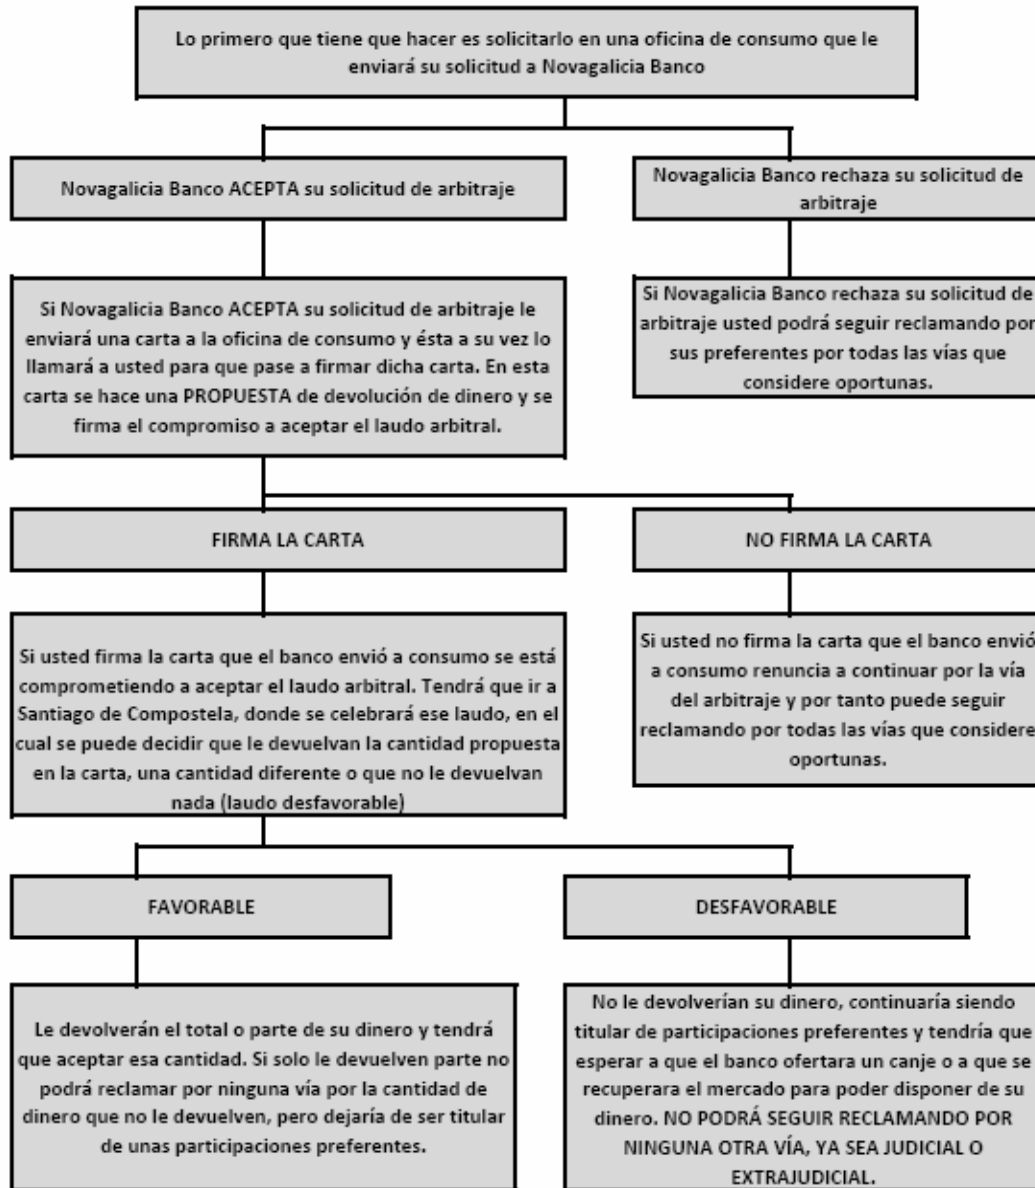 Lo primero que tiene que hacer es solicitarlo en una oficina de consumo que le
enviará su solicitud a Novagalicia Banco
Novagalicia Banco ACEPTA su solicitud de arbitraje
Novagalicia Banco rechaza su solicitud de
arbitraje
Si Novagalicia Banco ACEPTA su solicitud de arbitraje le
enviará una carta a la oficina de consumo y ésta a su vez lo
llamará a usted para que pase a firmar dicha carta. En esta
carta se hace una PROPUESTA de devolución de dinero y se
firma el compromiso a aceptar el laudo arbitral.
Si Novagalicia Banco rechaza su solicitud de
arbitraje usted podrá seguir reclamando por
sus preferentes por todas las vías que
considere oportunas.
FIRMA LA CARTA
NO FIRMA LA CARTA
Si usted firma la carta que el banco envió a consumo se está
comprometiendo a aceptar el laudo arbitral. Tendrá que ir a
Santiago de Compostela, donde se celebrará ese laudo, en el
cual se puede decidir que le devuelvan la cantidad propuesta
en la carta, una cantidad diferente o que no le devuelvan
nada (laudo desfavorable)
Si usted no firma la carta que el banco envió
a consumo renuncia a continuar por la vía
del arbitraje y por tanto puede seguir
reclamando por todas las vías que considere
oportunas.
FAVORABLE
DESFAVORABLE
Le devolverán el total o parte de su dinero y tendrá
que aceptar esa cantidad. Si solo le devuelven parte no
podrá reclamar por ninguna vía por la cantidad de
dinero que no le devuelven, pero dejaría de ser titular
de unas participaciones preferentes.
No le devolverían su dinero, continuaría siendo
titular de participaciones preferentes y tendría que
esperar a que el banco ofertara un canje o a que se
recuperara el mercado para poder disponer de su
dinero. NO PODRÁ SEGUIR RECLAMANDO POR
NINGUNA OTRA VÍA, YA SEA JUDICIAL O
EXTRAJUDICIAL.